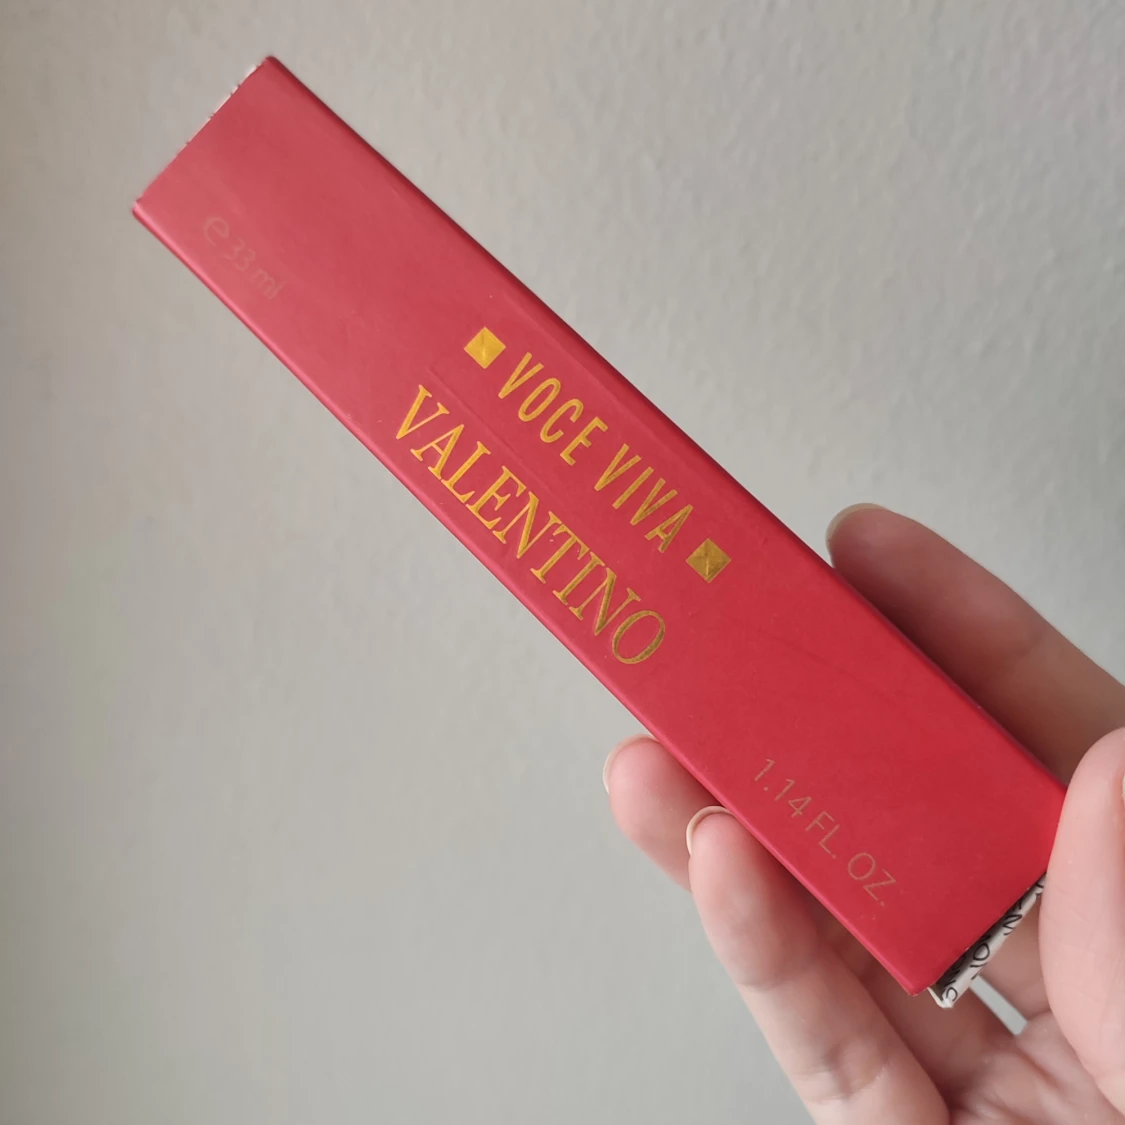 e 33 ml
VOCE VIVA
VALENTINO
1.14 FL. OZ.